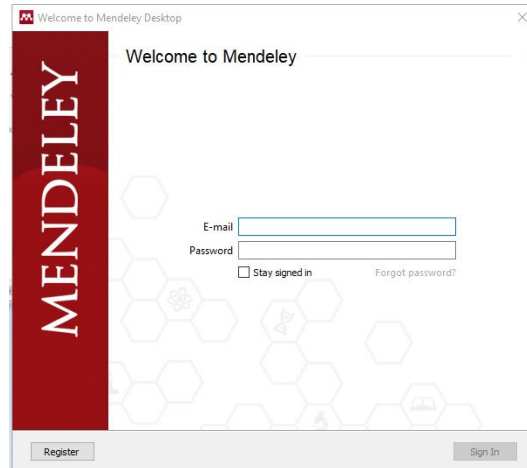 Welcome to Mendeley Desktop
Welcome to Mendeley
MENDELEY
E-mail
Password
Stay signed in Forgot password?
Register Sign In